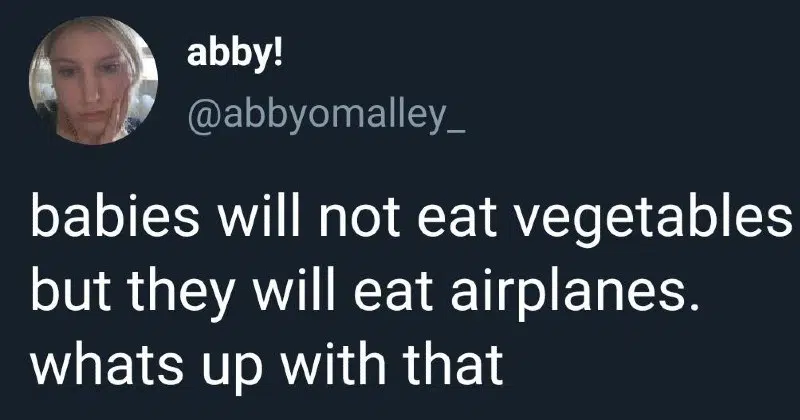 abby!
@abbyomalley_
babies will not eat vegetables
but they will eat airplanes.
whats up with that